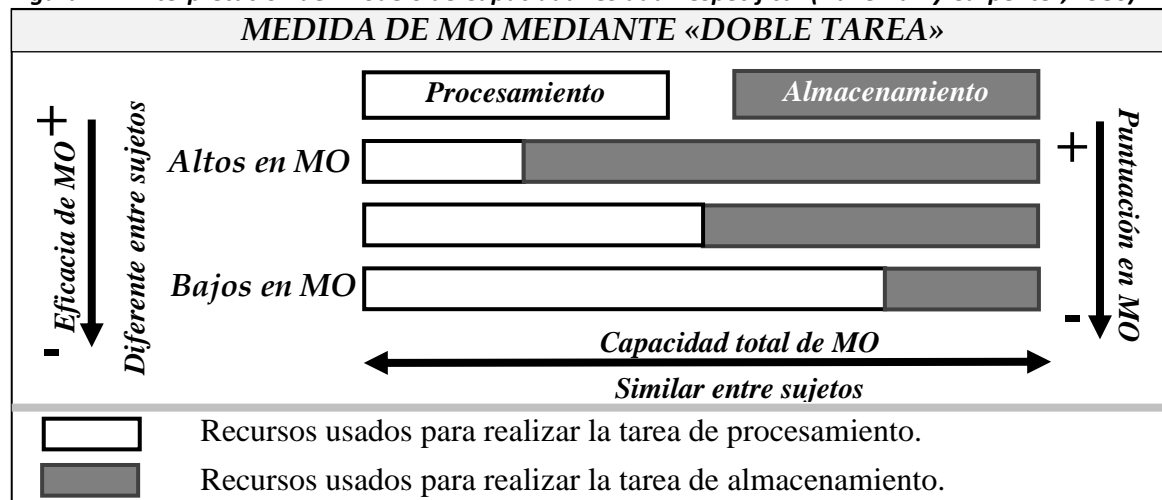 MEDIDA DE MO MEDIANTE «DOBLE TAREA»
Procesamiento
Almacenamiento
+
- Eficacia de MO
Diferente entre sujetos
Altos en MO
Bajos en MO
+
-
Puntuación en MO
Capacidad total de MO
Similar entre sujetos
Recursos usados para realizar la tarea de procesamiento.
Recursos usados para realizar la tarea de almacenamiento.